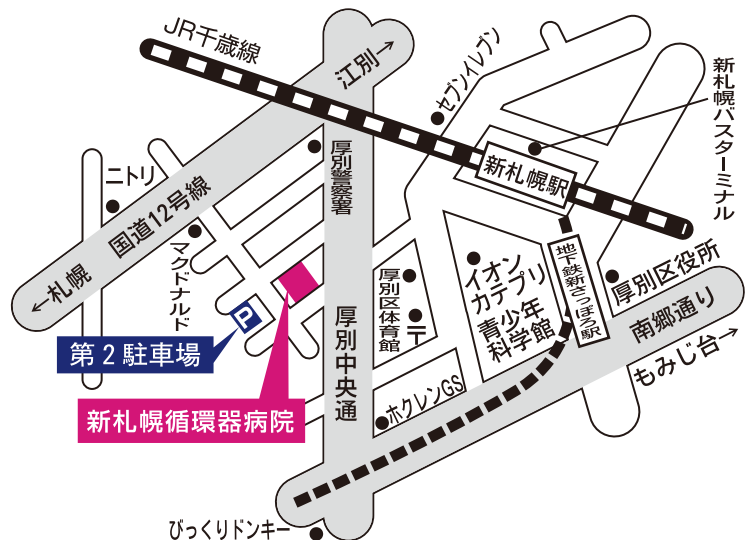 JR千歳線
江別→
セブンイレブン
新札幌バスターミナル
新札幌駅
厚別警察署
ニトリ
国道12号線
←札幌
マクドナルド
P
第2駐車場
新札幌循環器病院
厚別中央通
厚別区体育館
〒
イオン
カテプリ
青少年
科学館
地下鉄新さっぽろ駅
厚別区役所
南郷通り
もみじ台→
ホクレンGS
びっくりドンキー